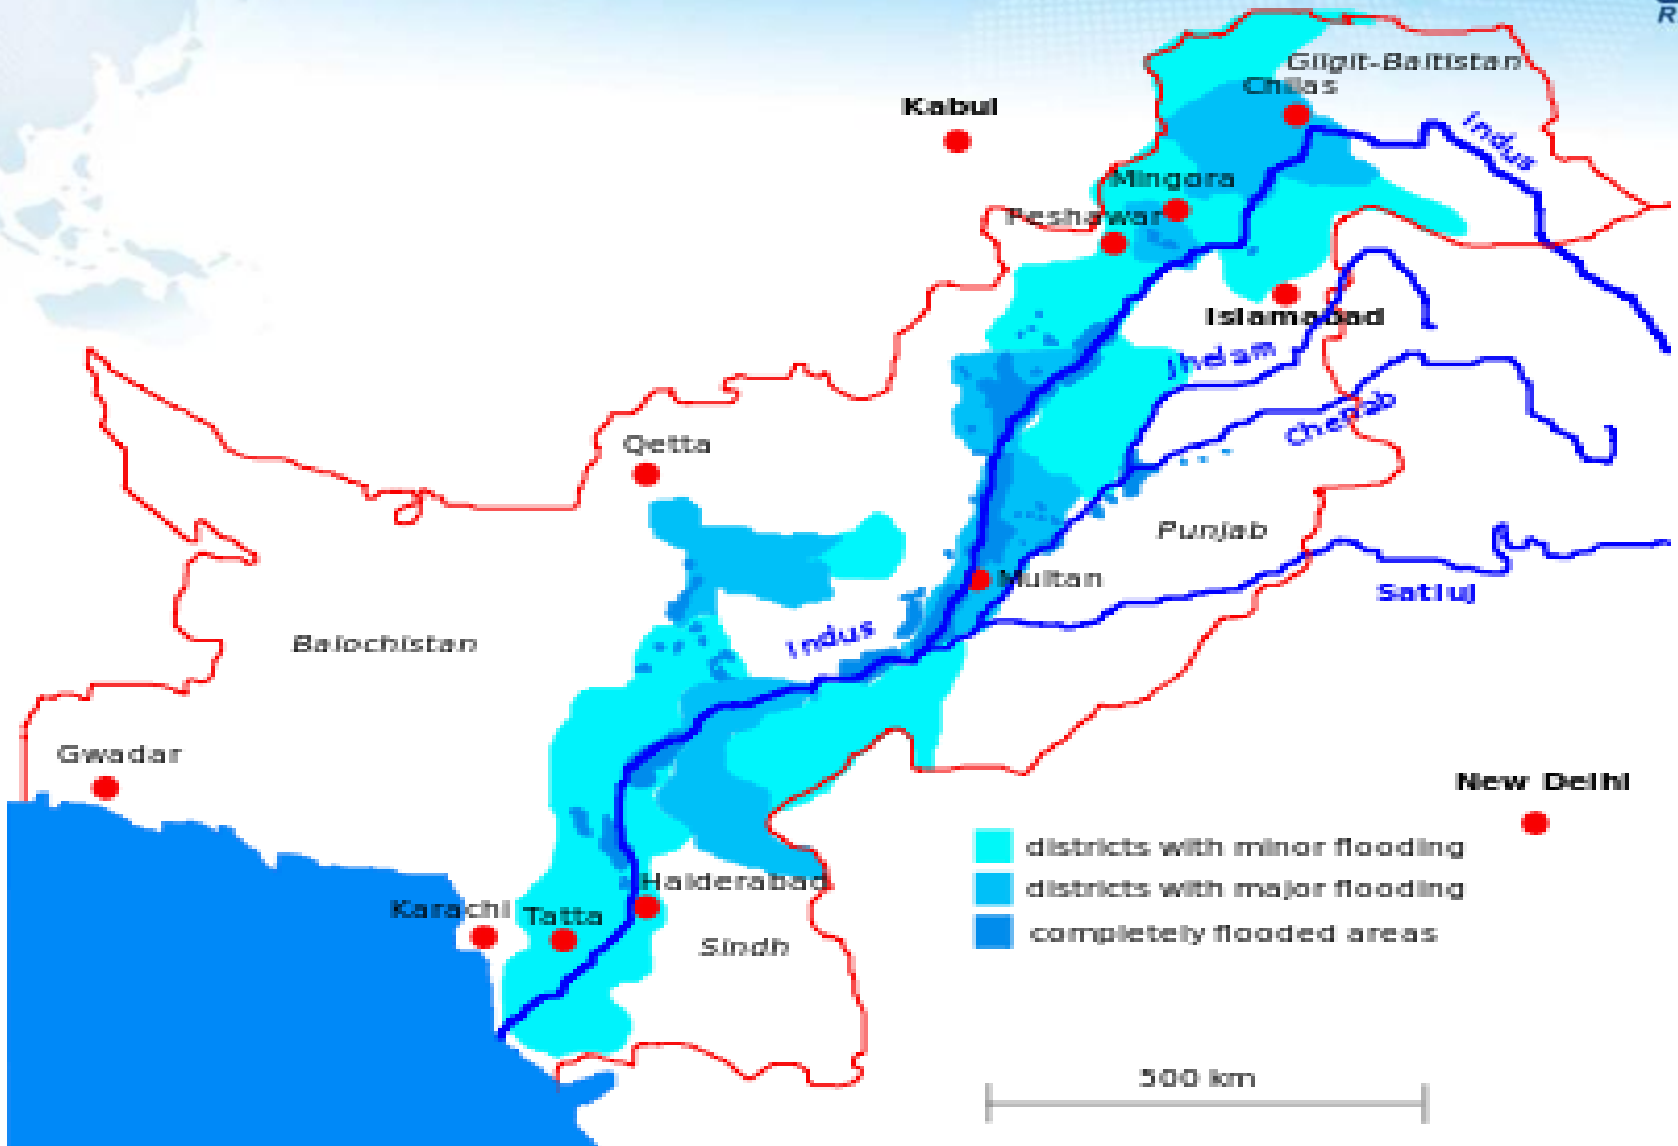 R
Gilgit-Baltistan
Chilas
Kabul
Indus
Mingora
Peshawar
Islamabad
Jhelam
Chenab
Qetta
Punjab
Multan
Satluj
Indus
Balochistan
Gwadar
New Delhi
districts with minor flooding
Haiderabad
districts with major flooding
Karachi
Tatta
completely flooded areas
Sindh
500 km